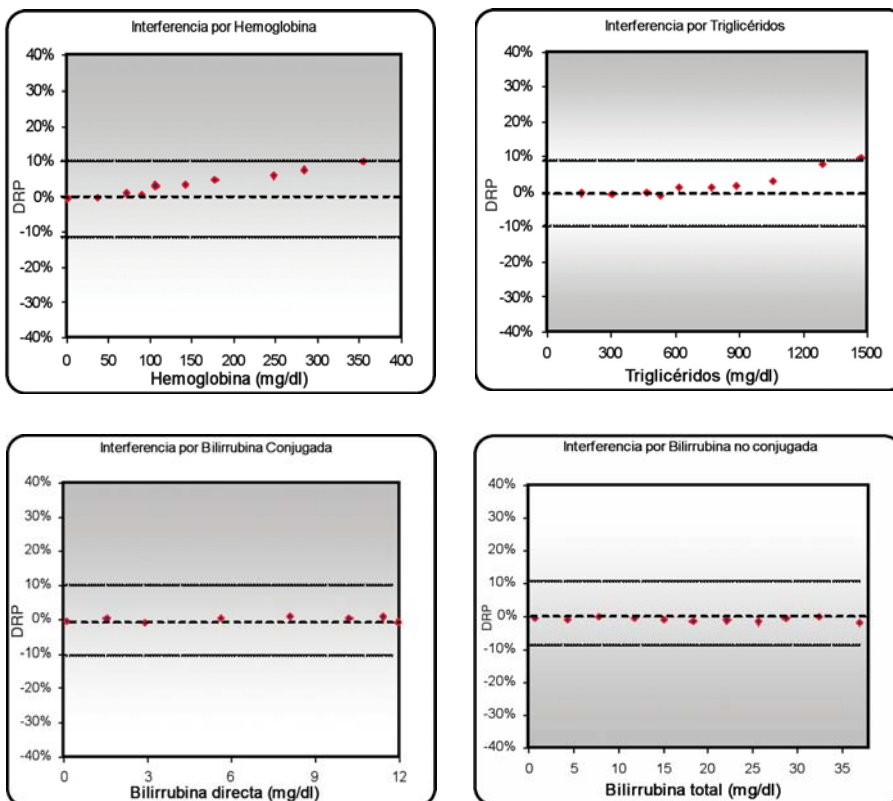 Interferencia por Hemoglobina
40%
30%
20%
10%
0%
-10%
-20%
-30%
-40%
DRP
0 50 100 150 200 250 300 350 400
Hemoglobina (mg/dl)
Interferencia por Triglicéridos
40%
30%
20%
10%
0%
-10%
-20%
-30%
-40%
DRP
0 300 600 900 1200 1500
Triglicéridos (mg/dl)
Interferencia por Bilirrubina Conjugada
40%
30%
20%
10%
0%
-10%
-20%
-30%
-40%
DRP
0 3 6 9 12
Bilirrubina directa (mg/dl)
Interferencia por Bilirrubina no conjugada
40%
30%
20%
10%
0%
-10%
-20%
-30%
-40%
DRP
0 5 10 15 20 25 30 35
Bilirrubina total (mg/dl)